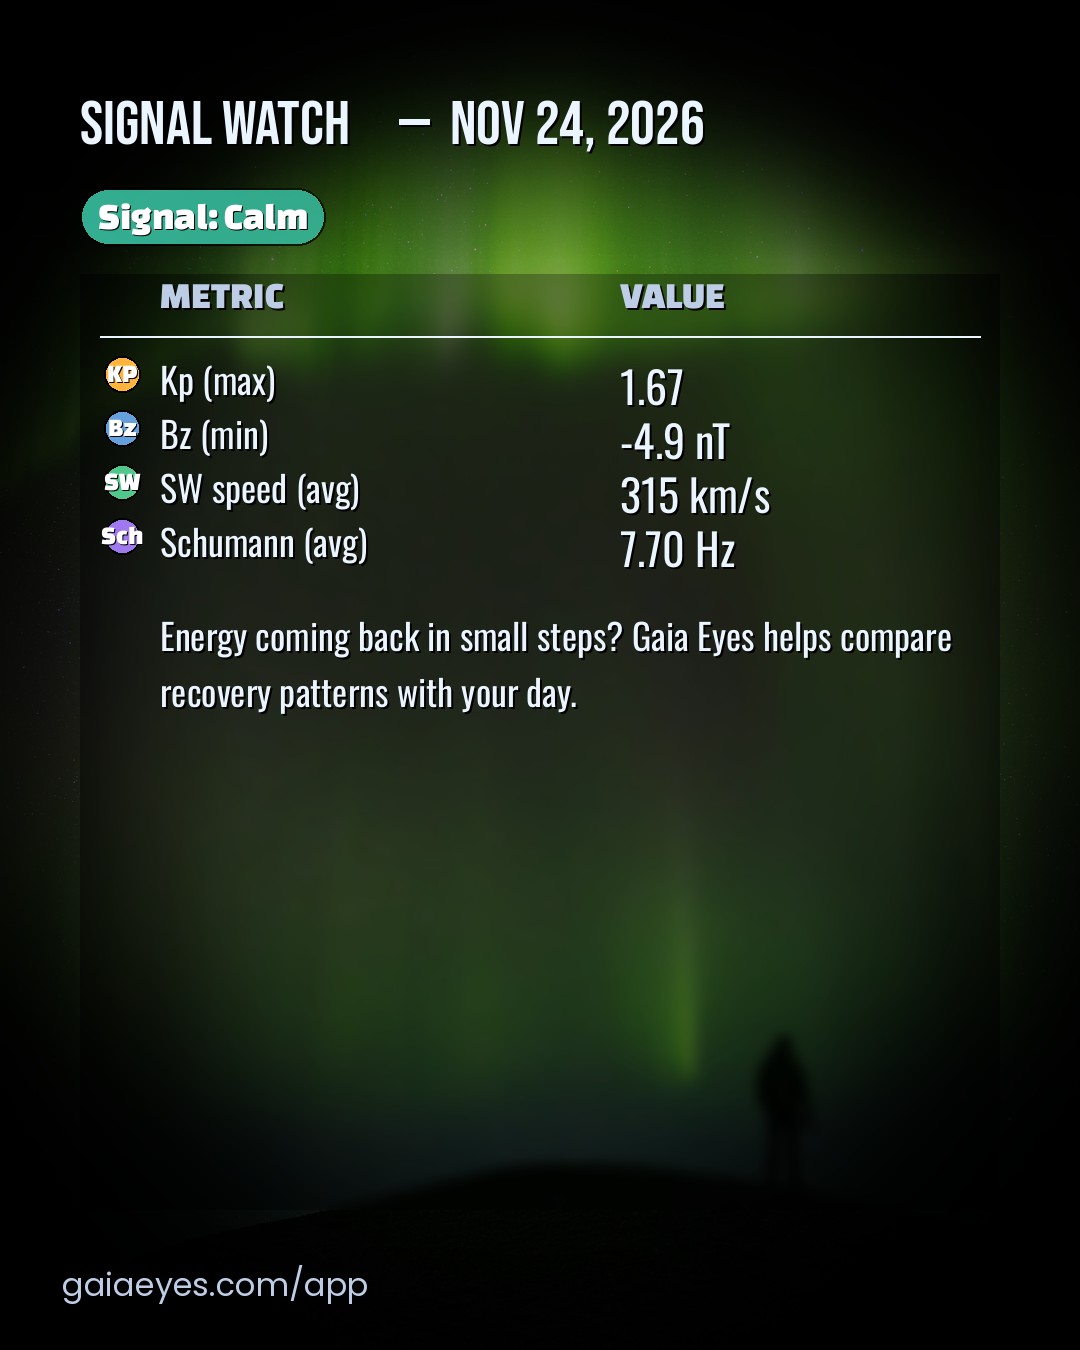 SIGNAL WATCH — NOV 24, 2026
Signal: Calm
METRIC VALUE
KP Kp (max) 1.67
Bz Bz (min) -4.9 nT
SW SW speed (avg) 315 km/s
Sch Schumann (avg) 7.70 Hz
Energy coming back in small steps? Gaia Eyes helps compare
recovery patterns with your day.
gaiaeyes.com/app